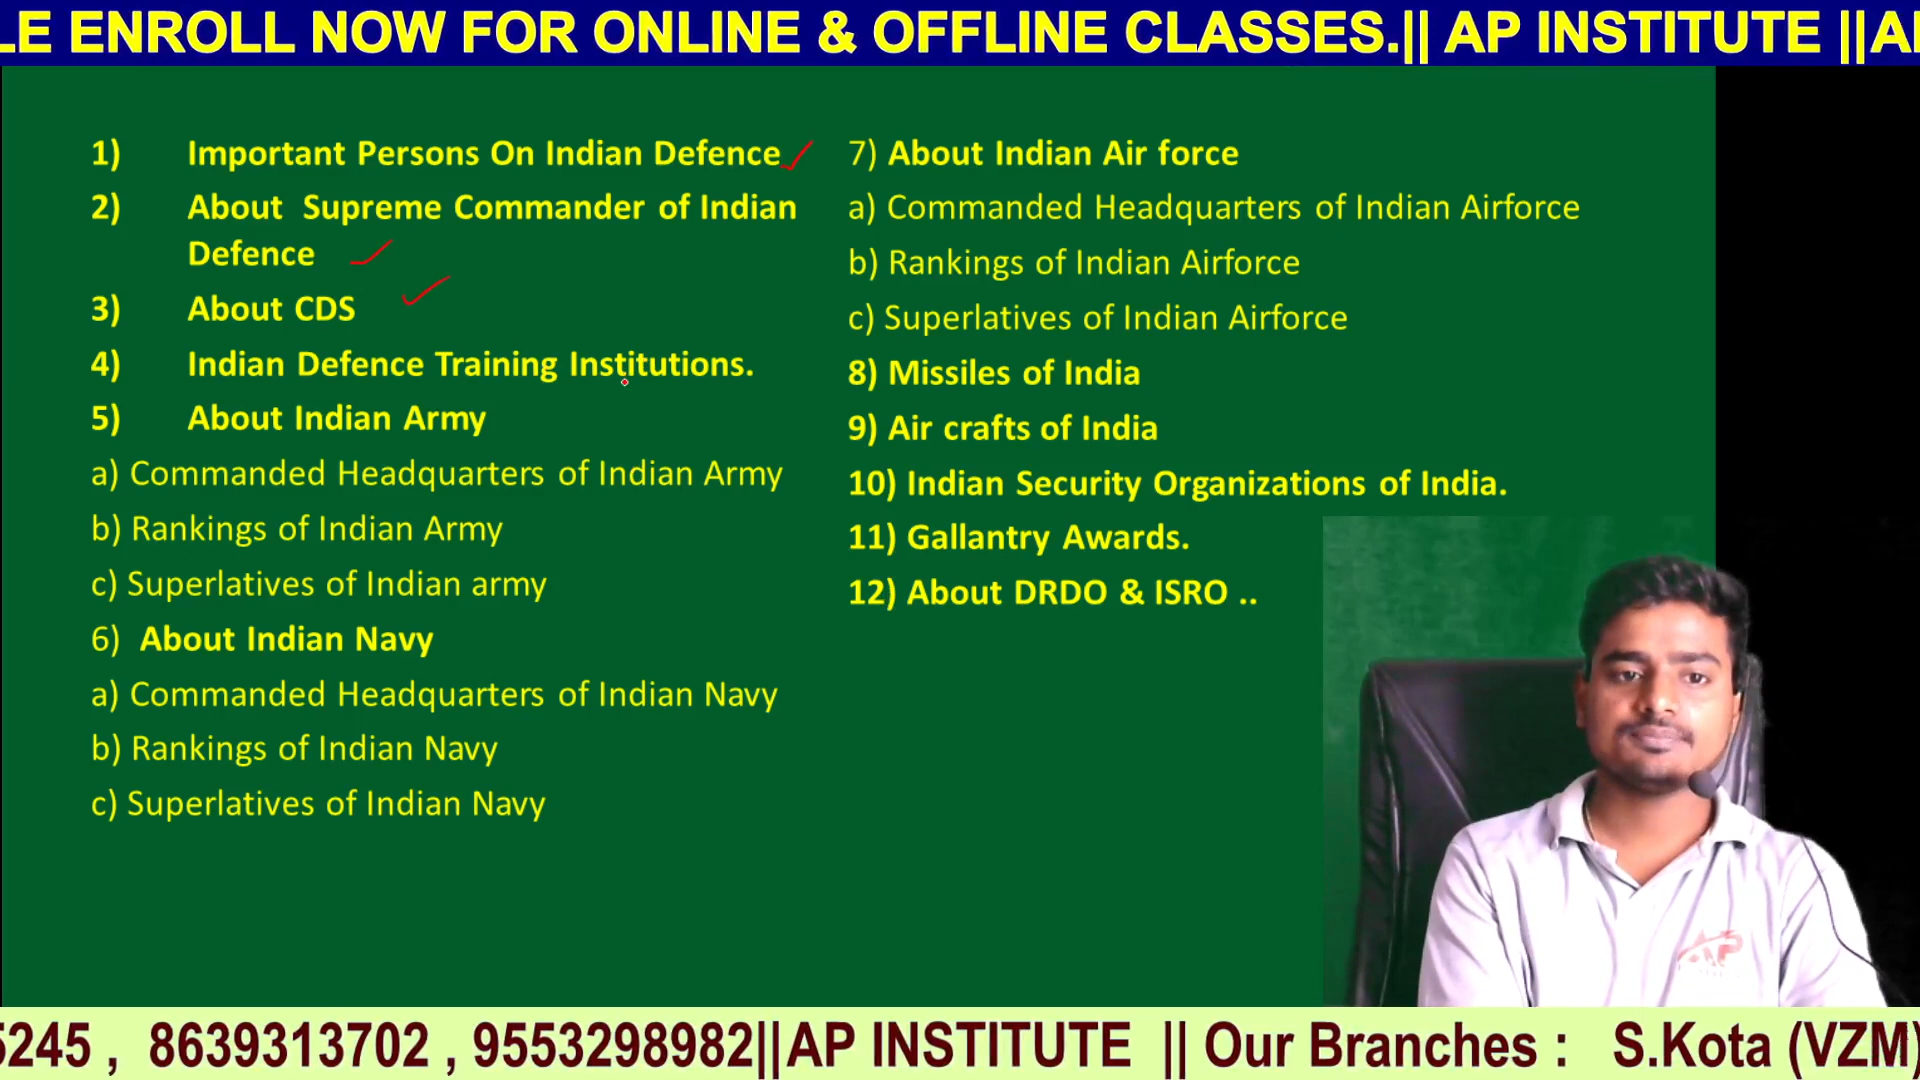 LE ENROLL NOW FOR ONLINE & OFFLINE CLASSES.|| AP INSTITUTE ||
1) Important Persons On Indian Defence
2) About Supreme Commander of Indian
Defence
3) About CDS
4) Indian Defence Training Institutions.
5) About Indian Army
a) Commanded Headquarters of Indian Army
b) Rankings of Indian Army
c) Superlatives of Indian army
6) About Indian Navy
a) Commanded Headquarters of Indian Navy
b) Rankings of Indian Navy
c) Superlatives of Indian Navy
7) About Indian Air force
a) Commanded Headquarters of Indian Airforce
b) Rankings of Indian Airforce
c) Superlatives of Indian Airforce
8) Missiles of India
9) Air crafts of India
10) Indian Security Organizations of India.
11) Gallantry Awards.
12) About DRDO & ISRO ..
AP
5245 , 8639313702 , 9553298982||AP INSTITUTE || Our Branches : S.Kota (VZM)